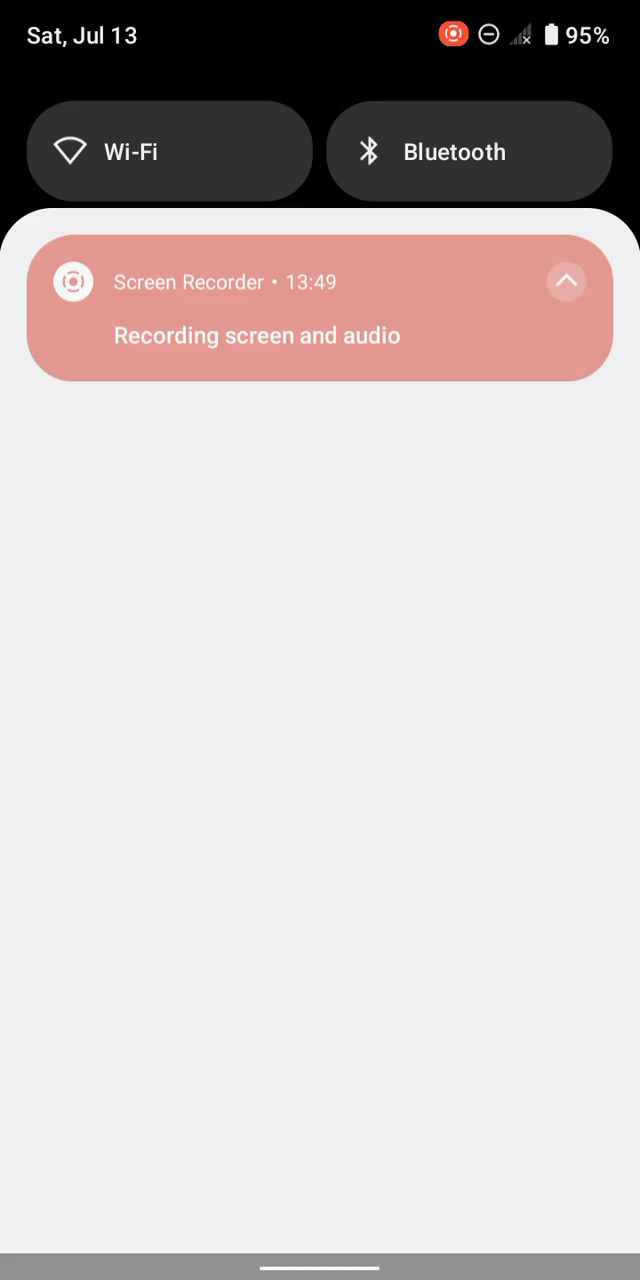 Sat, Jul 13 95%
Wi-Fi Bluetooth
Screen Recorder • 13:49
Recording screen and audio